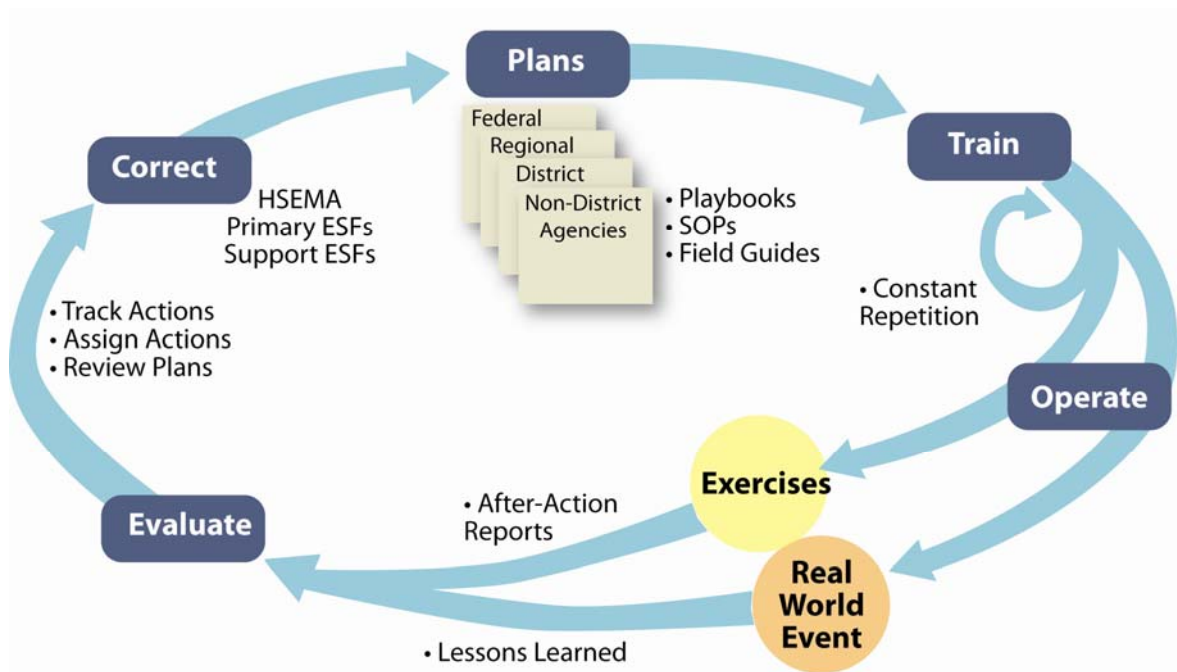 Plans
Federal
Regional
District
Non-District
Agencies
• Playbooks
• SOPs
• Field Guides
Train
• Constant
Repetition
Operate
Exercises
Real
World
Event
• After-Action
Reports
• Lessons Learned
Evaluate
• Track Actions
• Assign Actions
• Review Plans
Correct
HSEMA
Primary ESFs
Support ESFs